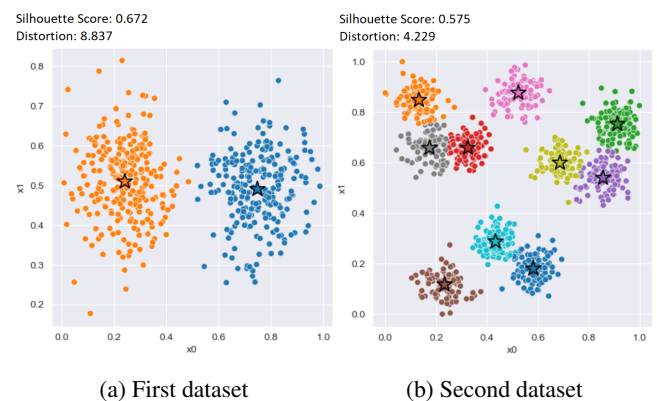 Silhouette Score: 0.672
Distortion: 8.837
0.8
0.7
0.6
0.5
0.4
0.3
0.2
x1
0.0 0.2 0.4 0.6 0.8 1.0
x0
(a) First dataset
Silhouette Score: 0.575
Distortion: 4.229
1.0
0.8
0.6
0.4
0.2
0.0
x1
0.0 0.2 0.4 0.6 0.8 1.0
x0
(b) Second dataset